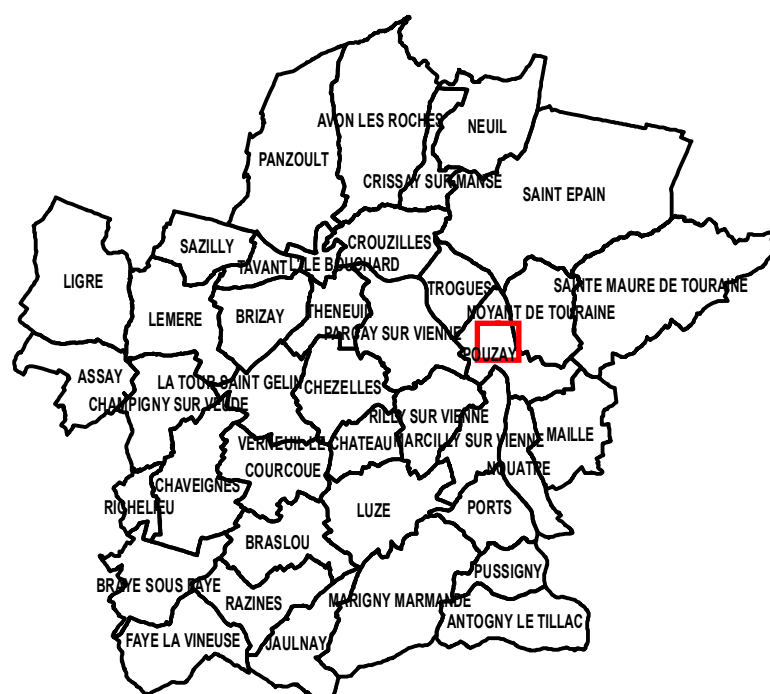 AVON LES ROCHES
NEUIL
PANZOULT
CRISSAY SUR MANSE
SAINT EPAIN
SAZILLY
CROUZILLES
TAVANT
L'ILE BOUCHARD
LIGRE
TROGUES
SAINTE MAURE DE TOURAINE
LEMERE
BRIZAY
THENEUIL
NOYANT DE TOURAINE
PARCAY SUR VIENNE
POUZAY
ASSAY
LA TOUR SAINT GELIN
CHEZELLES
CHAMPIGNY SUR VEUDE
RILLY SUR VIENNE
VERNEUIL LE CHATEAU
MARCILLY SUR VIENNE
MAILLE
COURCOUE
NOUATRE
CHAVEIGNES
RICHELIEU
LUZE
PORTS
BRASLOU
PUSSIGNY
BRAYE SOUS FAYE
RAZINES
MARIGNY MARMANDE
ANTOGNY LE TILLAC
FAYE LA VINEUSE
JAULNAY